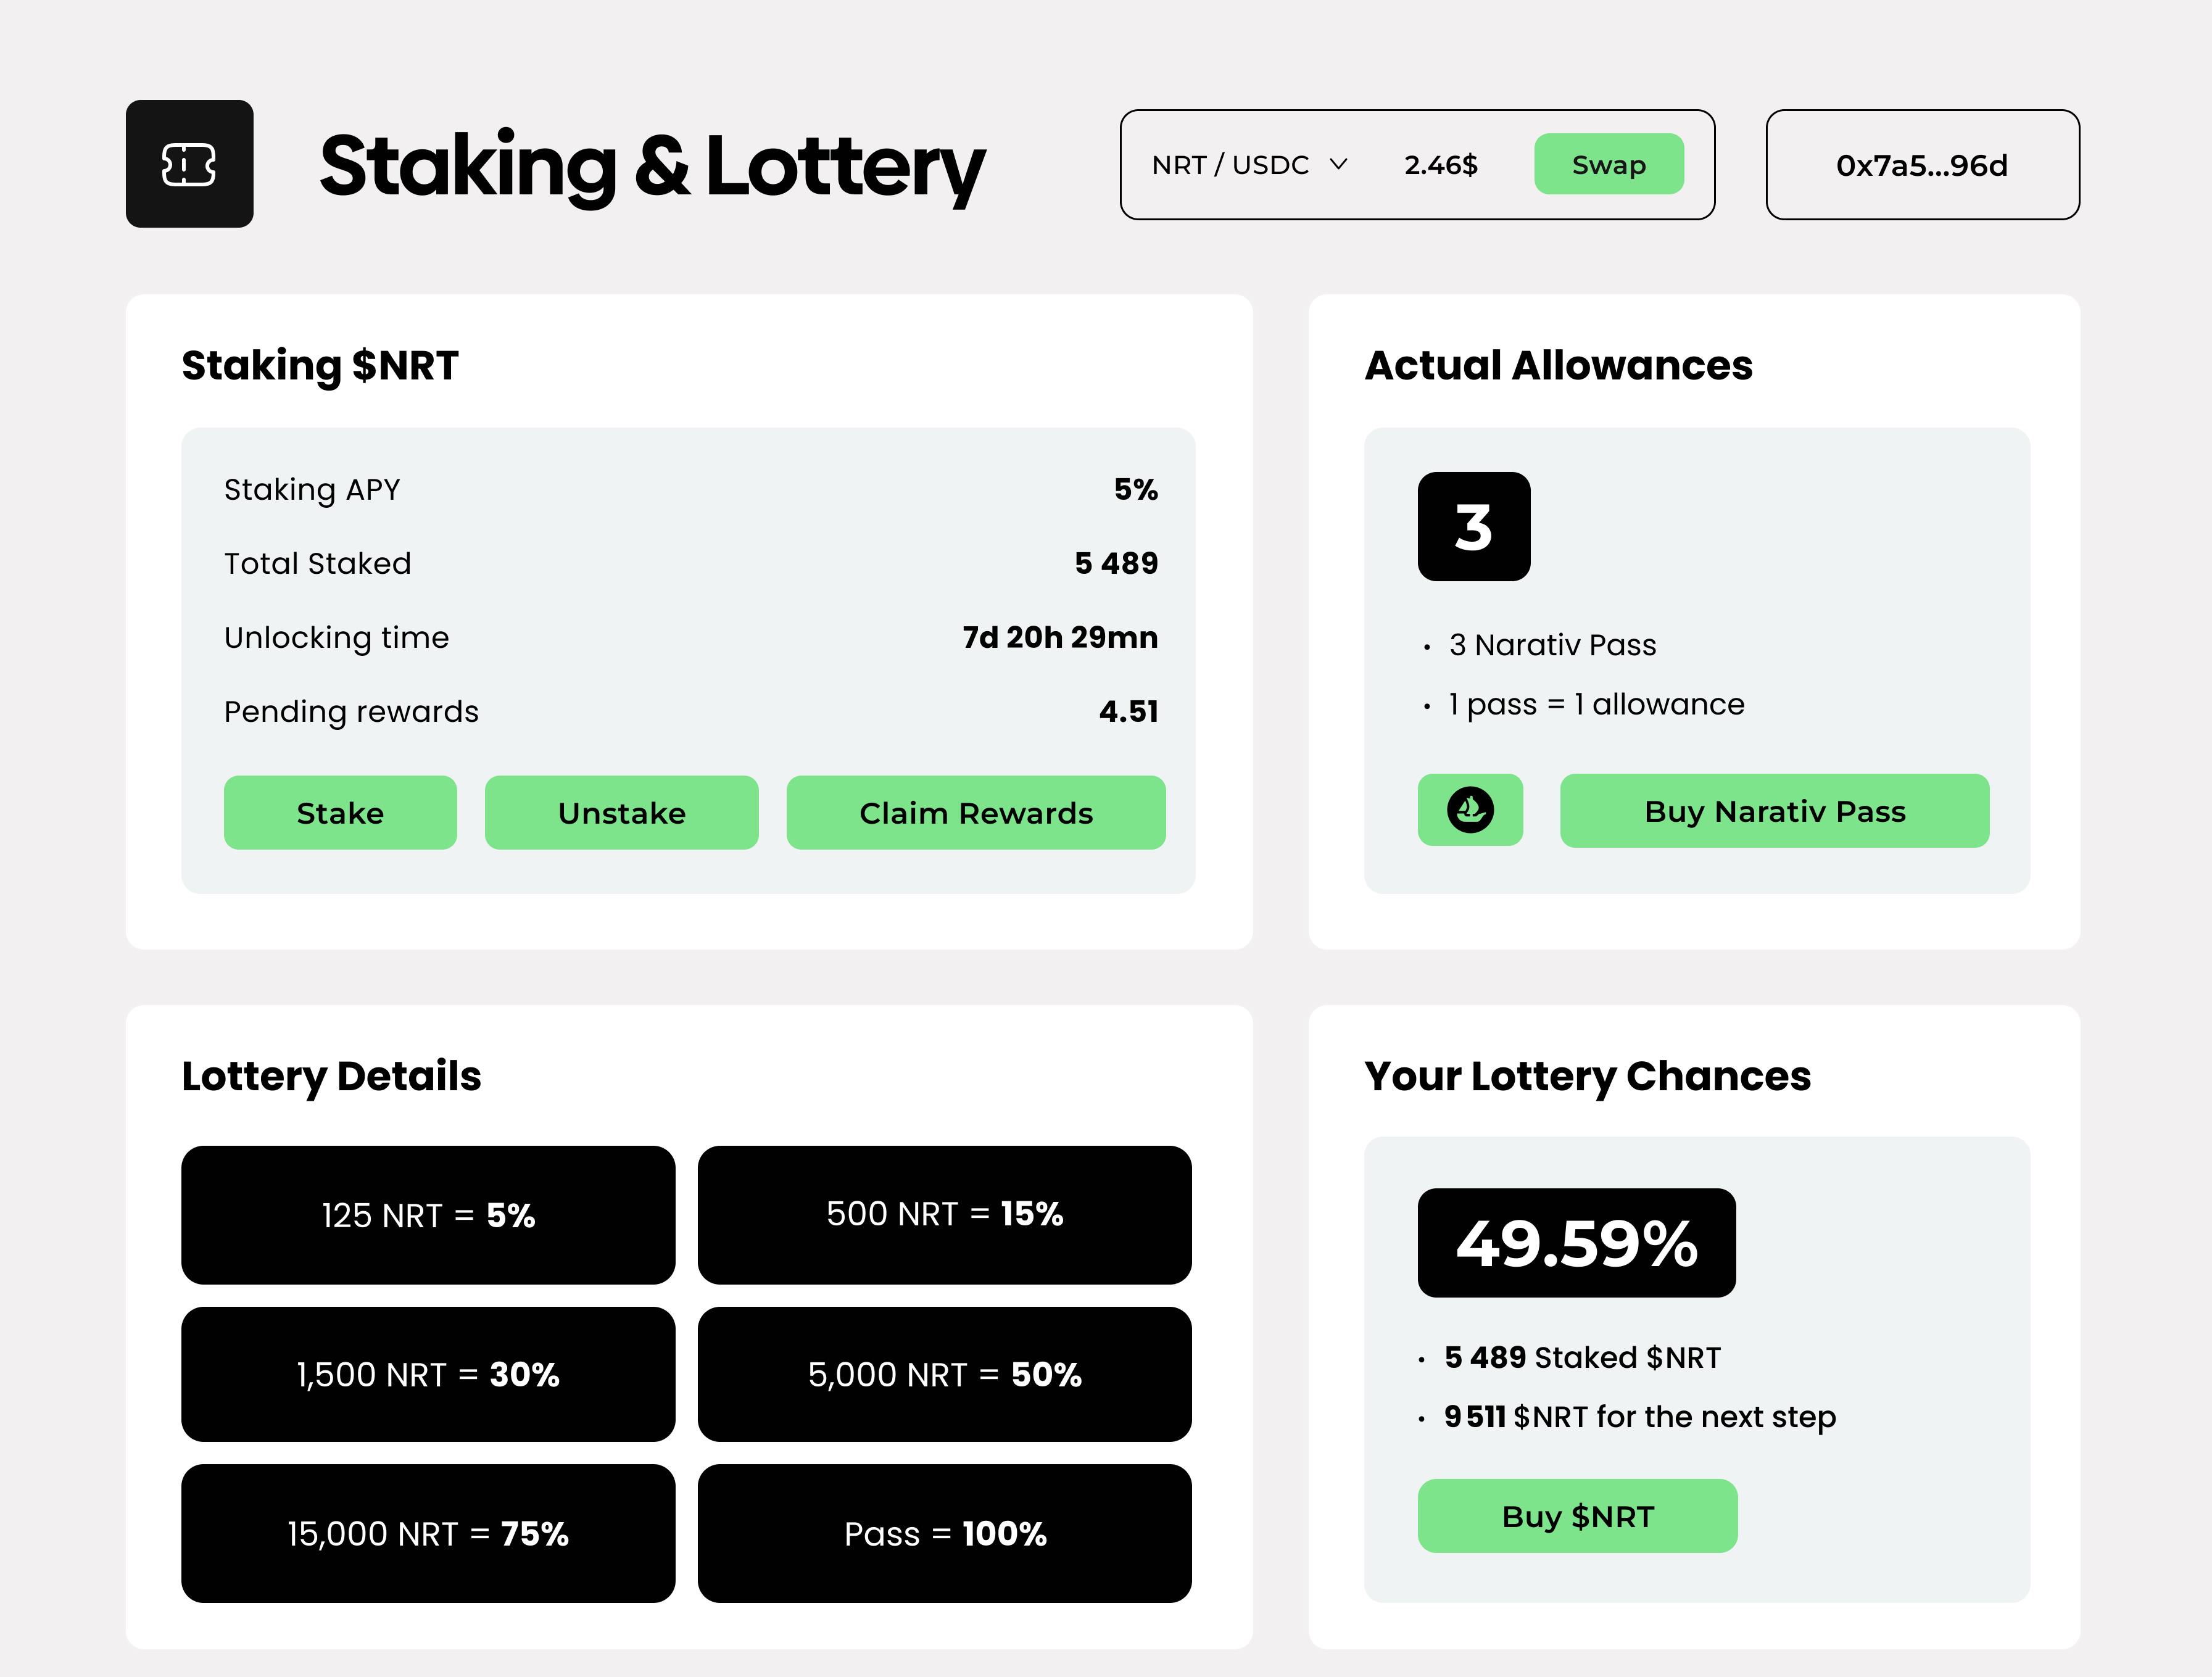 Staking & Lottery
NRT / USDC
2.46$
Swap
0x7a5...96d
Staking $NRT
Staking APY 5%
Total Staked 5 489
Unlocking time 7d 20h 29mn
Pending rewards 4.51
Stake
Unstake
Claim Rewards
Actual Allowances
3
• 3 Narativ Pass
• 1 pass = 1 allowance
Buy Narativ Pass
Lottery Details
125 NRT = 5%
500 NRT = 15%
1,500 NRT = 30%
5,000 NRT = 50%
15,000 NRT = 75%
Pass = 100%
Your Lottery Chances
49.59%
• 5 489 Staked $NRT
• 9 511 $NRT for the next step
Buy $NRT